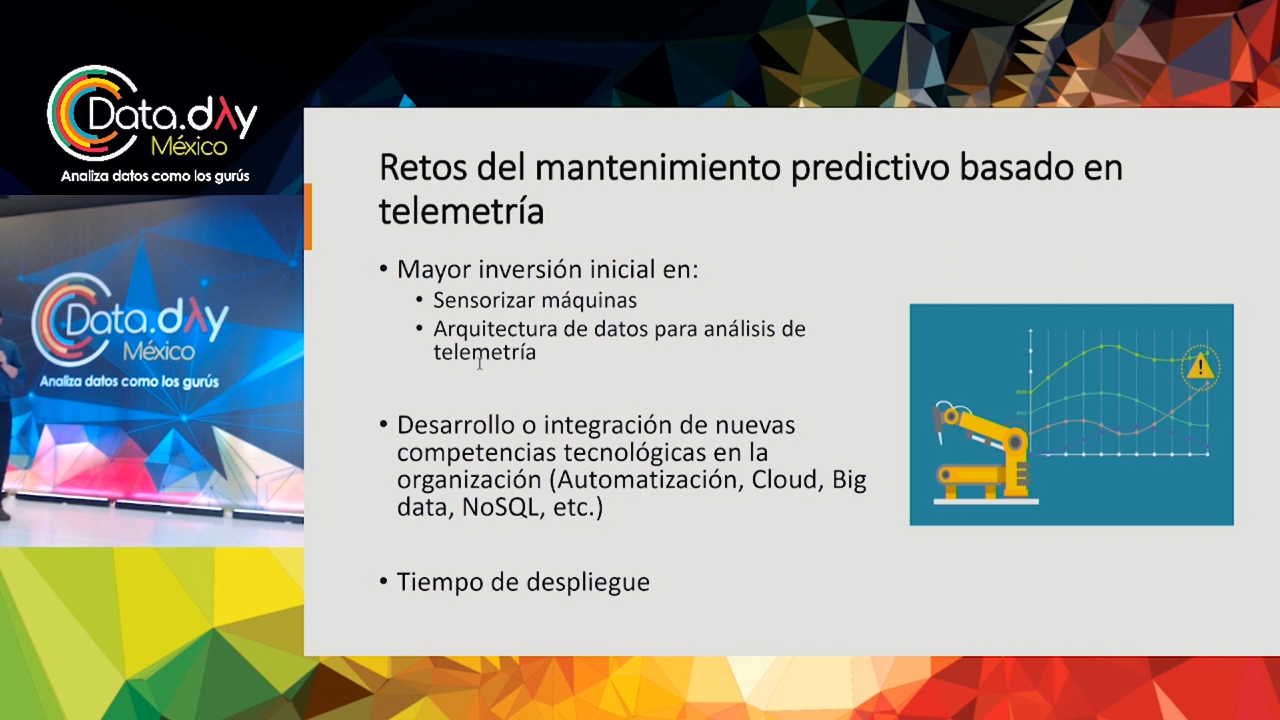 Data.dλy
México
Analiza datos como los gurús
Data.dλy
México
Analiza datos como los gurús
Retos del mantenimiento predictivo basado en
telemetría
• Mayor inversión inicial en:
• Sensorizar máquinas
• Arquitectura de datos para análisis de
telemetría
• Desarrollo o integración de nuevas
competencias tecnológicas en la
organización (Automatización, Cloud, Big
data, NoSQL, etc.)
• Tiempo de despliegue